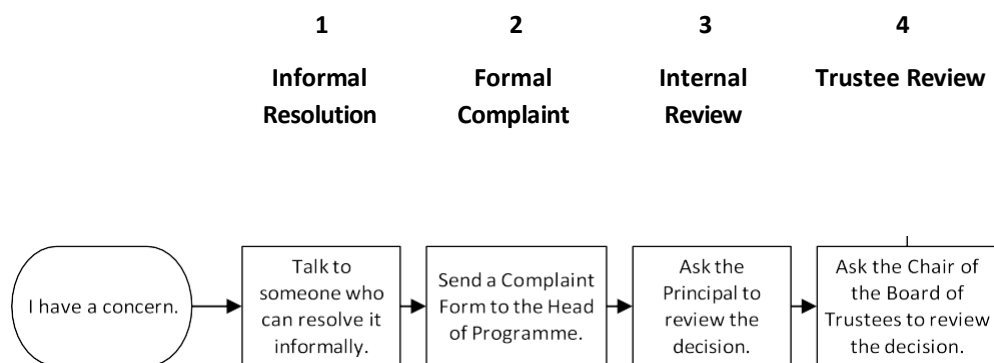 1
2
3
4
Informal
Resolution
Formal
Complaint
Internal
Review
Trustee Review
I have a concern.
Talk to
someone who
can resolve it
informally.
Send a Complaint
Form to the Head
of Programme.
Ask the
Principal to
review the
decision.
Ask the Chair of
the Board of
Trustees to review
the decision.